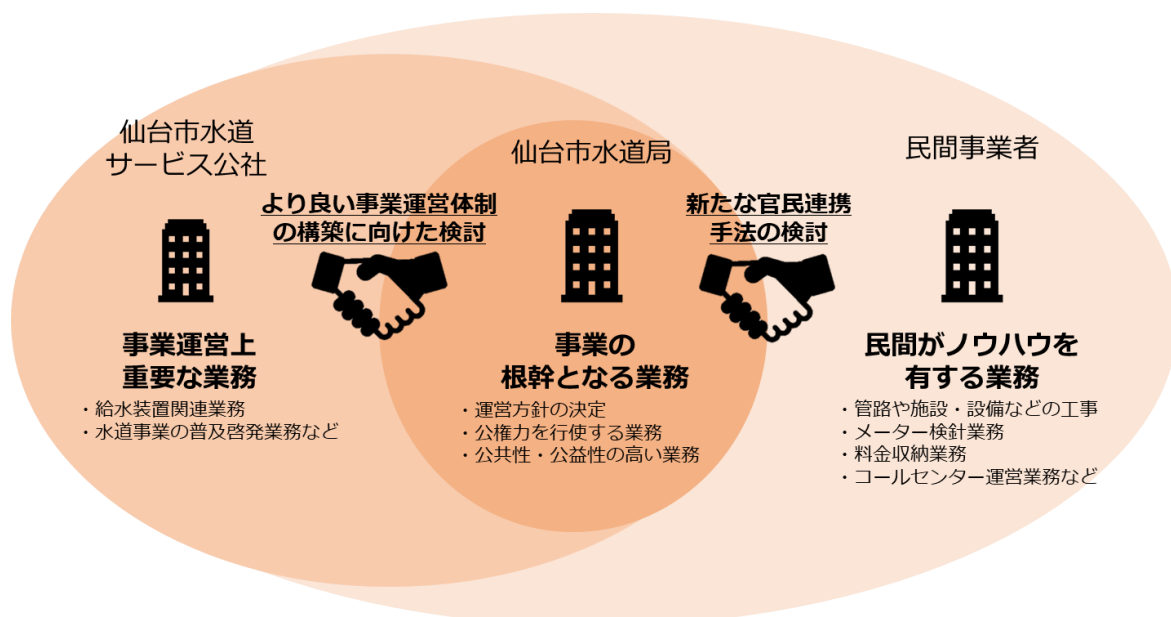 仙台市水道
サービス公社
より良い事業運営体制
の構築に向けた検討
事業運営上
重要な業務
・給水装置関連業務
・水道事業の普及啓発業務など
仙台市水道局
事業の
根幹となる業務
・運営方針の決定
・公権力を行使する業務
・公共性・公益性の高い業務
新たな官民連携
手法の検討
民間事業者
民間がノウハウを
有する業務
・管路や施設・設備などの工事
・メーター検針業務
・料金収納業務
・コールセンター運営業務など